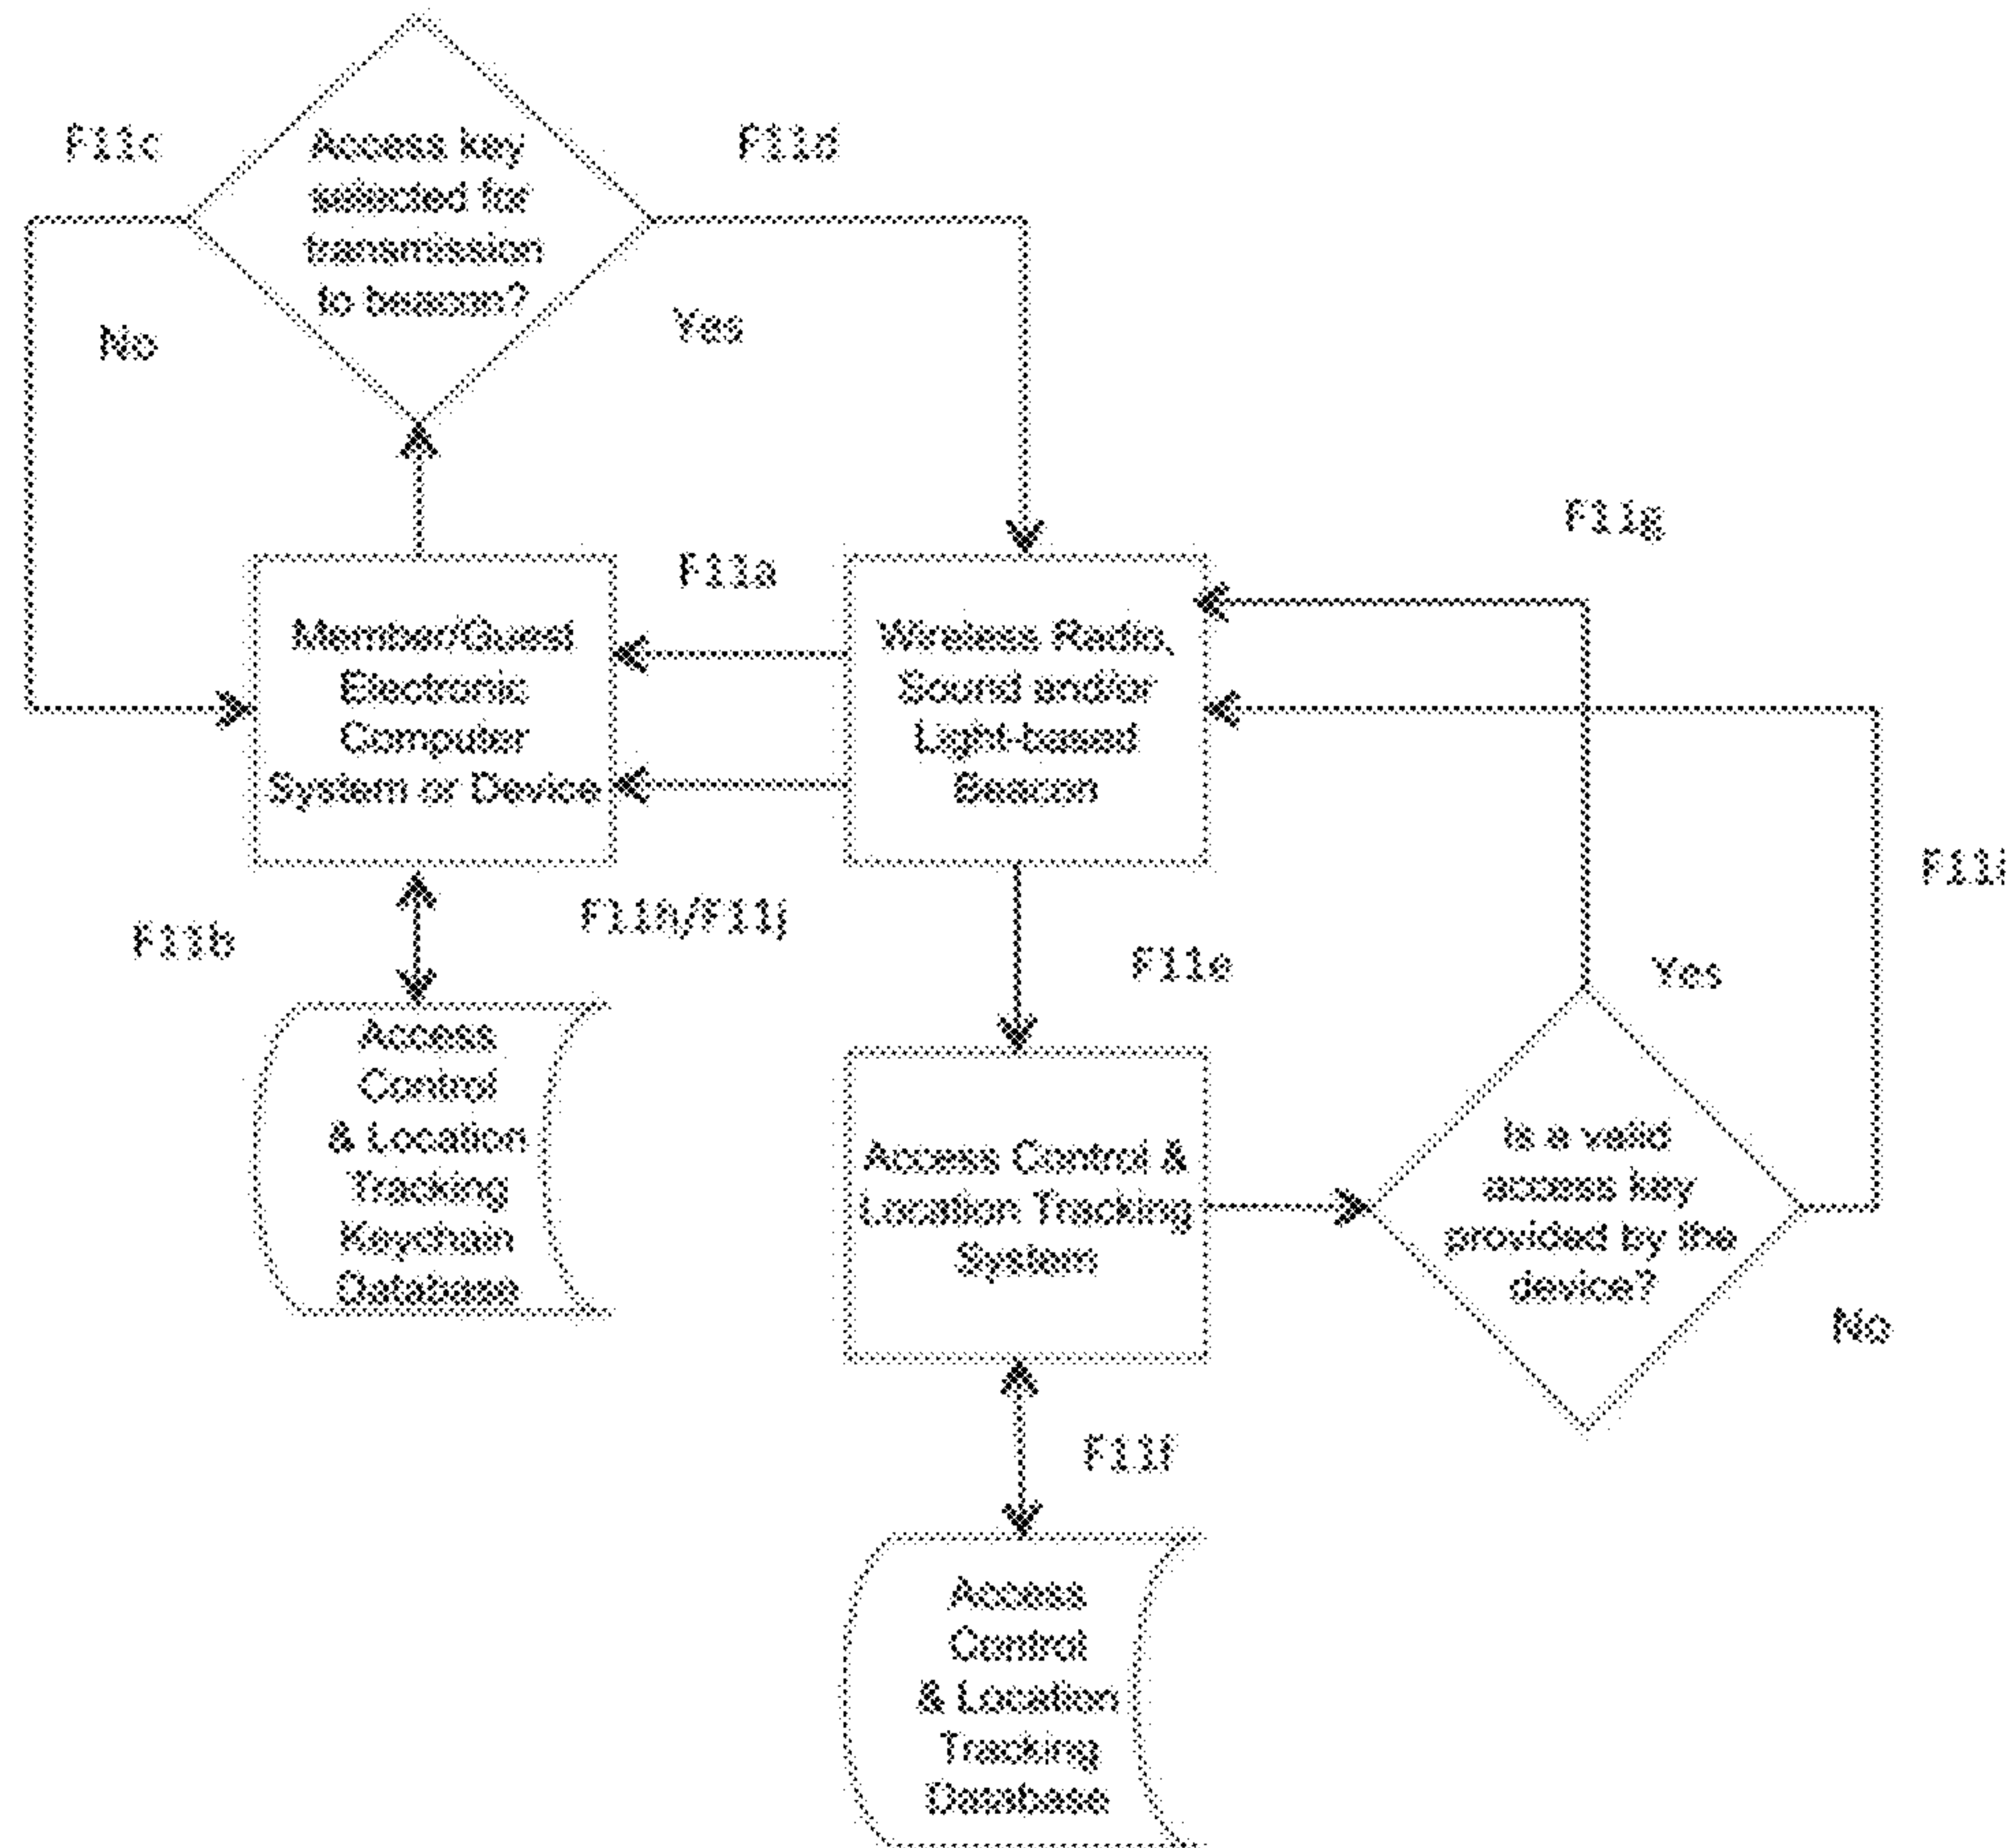 F11c
Access key
selected for
transmission
to beacon?
F11d
No
Yes
F11g
F11a
Member/Guest
Electronic
Computer
System or Device
Wireless Radio,
Sound and/or
Light-based
Beacon
F11i
F11b
F11h/F11j
F11e
Yes
Access
Control
& Location
Tracking
Keychain
Database
Access Control &
Location Tracking
System
Is a valid
access key
provided by the
device?
No
F11f
Access
Control
& Location
Tracking
Database